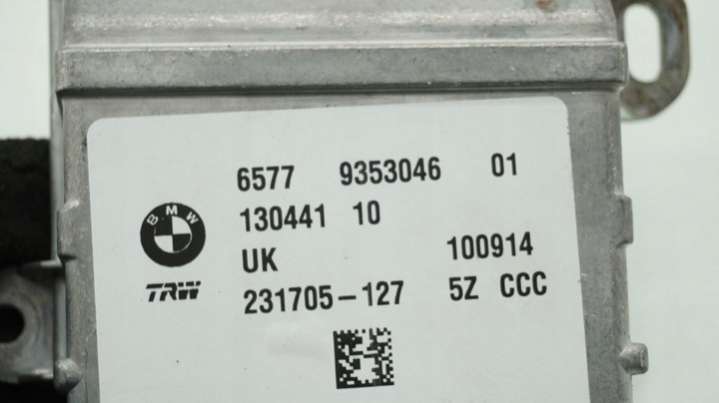 6577 9353046 01
130441 10
BMW
UK 100914
TRW
231705-127 5Z CCC